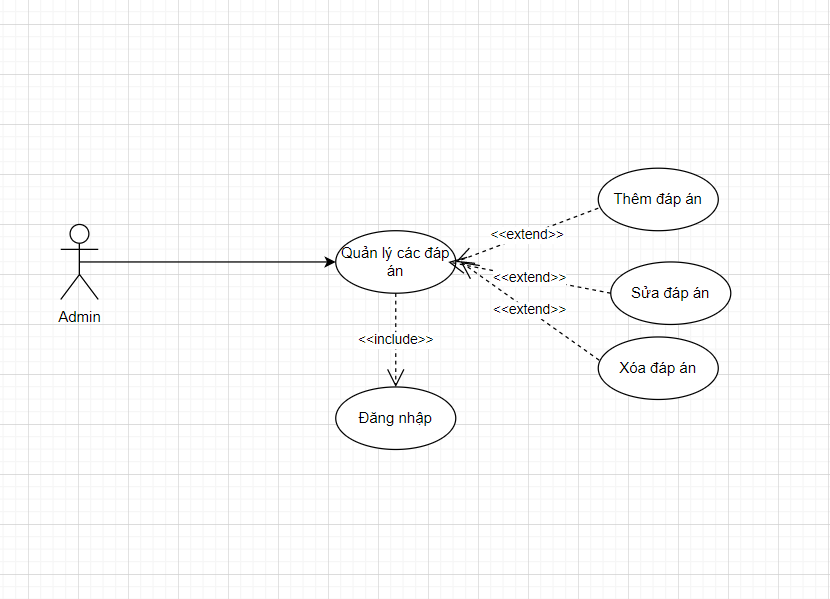 Thêm đáp án
<<extend>>
Quản lý các đáp
án
<<extend>>
Sửa đáp án
<<extend>>
Admin
<<include>>
Xóa đáp án
Đăng nhập